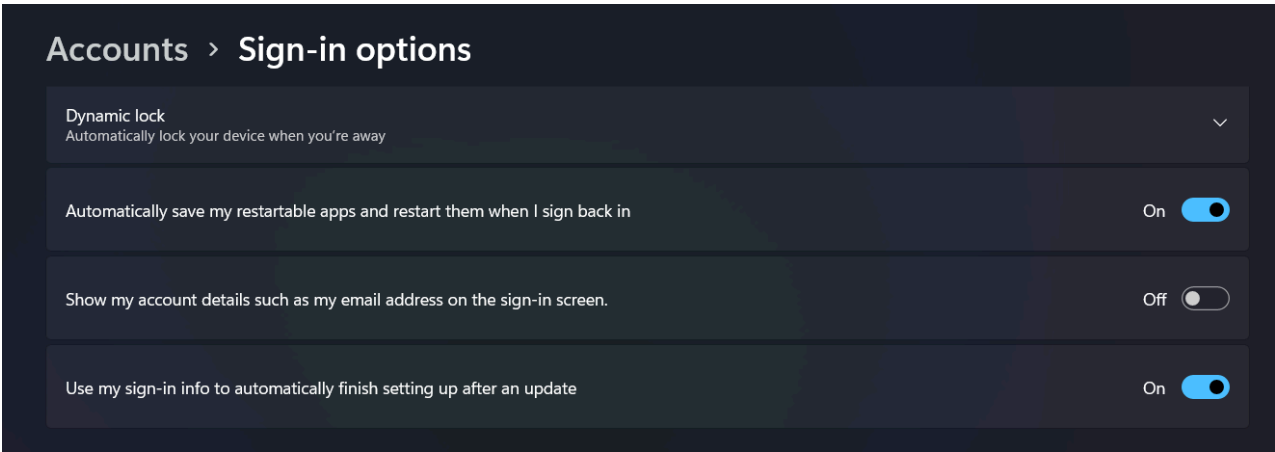 Accounts > Sign-in options
Dynamic lock
Automatically lock your device when you're away
Automatically save my restartable apps and restart them when I sign back in
On
Show my account details such as my email address on the sign-in screen.
Off
Use my sign-in info to automatically finish setting up after an update
On